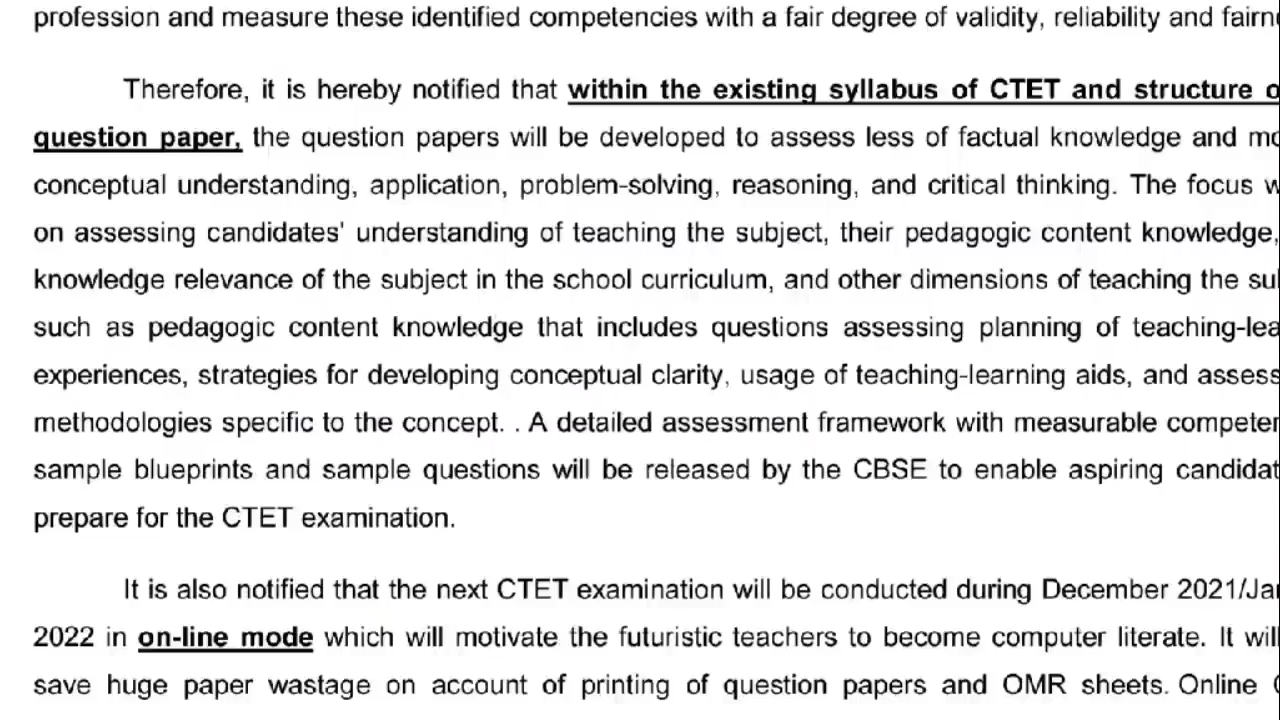 profession and measure these identified competencies with a fair degree of validity, reliability and
Therefore, it is hereby notified that within the existing syllabus of CTET and structure
question paper, the question papers will be developed to assess less of factual knowledge and
conceptual understanding, application, problem-solving, reasoning, and critical thinking. The focus
on assessing candidates' understanding of teaching the subject, their pedagogic content knowledge,
knowledge relevance of the subject in the school curriculum, and other dimensions of teaching the
such as pedagogic content knowledge that includes questions assessing planning of
experiences, strategies for developing conceptual clarity, usage of teaching-learning aids, and
methodologies specific to the concept. . A detailed assessment framework with measurable
sample blueprints and sample questions will be released by the CBSE to enable aspiring
prepare for the CTET examination.
It is also notified that the next CTET examination will be conducted during December 2021/
2022 in on-line mode which will motivate the futuristic teachers to become computer literate. It will
save huge paper wastage on account of printing of question papers and OMR sheets. Online